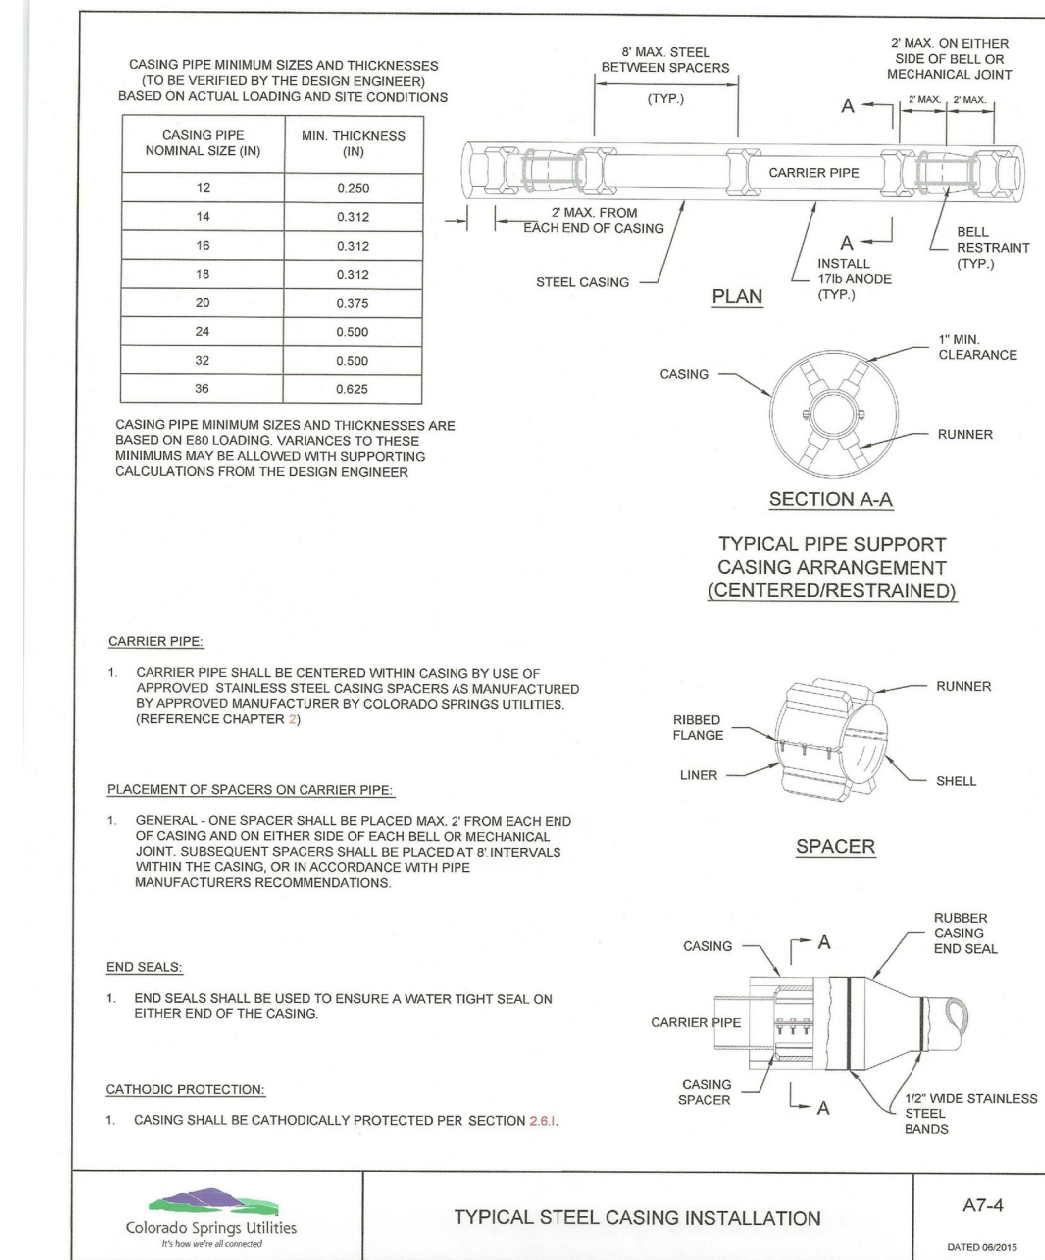 CASING PIPE MINIMUM SIZES AND THICKNESSES
(TO BE VERIFIED BY THE DESIGN ENGINEER)
BASED ON ACTUAL LOADING AND SITE CONDITIONS
CASING PIPE
NOMINAL SIZE (IN)
MIN. THICKNESS
(IN)
12 0.250
14 0.312
16 0.312
18 0.312
20 0.375
24 0.500
32 0.500
36 0.625
CASING PIPE MINIMUM SIZES AND THICKNESSES ARE
BASED ON E80 LOADING. VARIANCES TO THESE
MINIMUMS MAY BE ALLOWED WITH SUPPORTING
CALCULATIONS FROM THE DESIGN ENGINEER
8' MAX. STEEL
BETWEEN SPACERS
(TYP.)
2' MAX. ON EITHER
SIDE OF BELL OR
MECHANICAL JOINT
A
2' MAX. 2' MAX.
CARRIER PIPE
2' MAX. FROM
EACH END OF CASING
STEEL CASING
A
INSTALL
17lb ANODE
(TYP.)
BELL
RESTRAINT
(TYP.)
PLAN
1" MIN.
CLEARANCE
CASING
RUNNER
SECTION A-A
TYPICAL PIPE SUPPORT
CASING ARRANGEMENT
(CENTERED/RESTRAINED)
CARRIER PIPE:
1. CARRIER PIPE SHALL BE CENTERED WITHIN CASING BY USE OF
APPROVED STAINLESS STEEL CASING SPACERS AS MANUFACTURED
BY APPROVED MANUFACTURER BY COLORADO SPRINGS UTILITIES.
(REFERENCE CHAPTER 2)
PLACEMENT OF SPACERS ON CARRIER PIPE:
1. GENERAL - ONE SPACER SHALL BE PLACED MAX. 2' FROM EACH END
OF CASING AND ON EITHER SIDE OF EACH BELL OR MECHANICAL
JOINT. SUBSEQUENT SPACERS SHALL BE PLACED AT 8' INTERVALS
WITHIN THE CASING, OR IN ACCORDANCE WITH PIPE
MANUFACTURERS RECOMMENDATIONS.
END SEALS:
1. END SEALS SHALL BE USED TO ENSURE A WATER TIGHT SEAL ON
EITHER END OF THE CASING.
CATHODIC PROTECTION:
1. CASING SHALL BE CATHODICALLY PROTECTED PER SECTION 2.6.I.
RUNNER
RIBBED
FLANGE
LINER
SHELL
SPACER
RUBBER
CASING
END SEAL
CASING
A
CARRIER PIPE
CASING
SPACER
A
1/2" WIDE STAINLESS
STEEL
BANDS
Colorado Springs Utilities
It's how we're all connected
TYPICAL STEEL CASING INSTALLATION
A7-4
DATED 06/2015